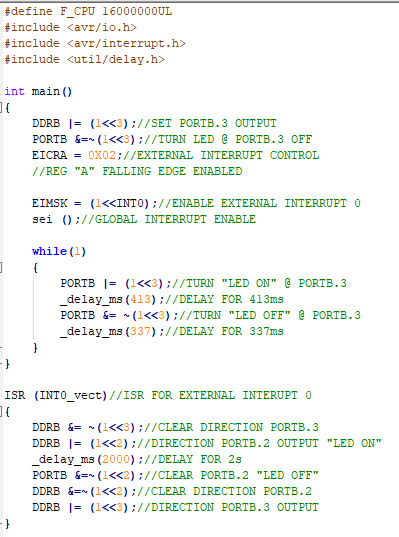 #define F_CPU 16000000UL
#include <avr/io.h>
#include <avr/interrupt.h>
#include <util/delay.h>
int main()
{
DDRB |= (1<<3);//SET PORTB.3 OUTPUT
PORTB &=~(1<<3);//TURN LED @ PORTB.3 OFF
EICRA = 0X02;//EXTERNAL INTERRUPT CONTROL
//REG "A" FALLING EDGE ENABLED
EIMSK = (1<<INT0);//ENABLE EXTERNAL INTERRUPT 0
sei ();//GLOBAL INTERRUPT ENABLE
while(1)
{
PORTB |= (1<<3);//TURN "LED ON" @ PORTB.3
_delay_ms(413);//DELAY FOR 413ms
PORTB &= ~(1<<3);//TURN "LED OFF" @ PORTB.3
_delay_ms(337);//DELAY FOR 337ms
}
}
ISR (INT0_vect)//ISR FOR EXTERNAL INTERUPT 0
{
DDRB &= ~(1<<3);//CLEAR DIRECTION PORTB.3
DDRB |= (1<<2);//DIRECTION PORTB.2 OUTPUT "LED ON"
_delay_ms(2000);//DELAY FOR 2s
PORTB &=~(1<<2);//CLEAR PORTB.2 "LED OFF"
DDRB &=~(1<<2);//CLEAR DIRECTION PORTB.2
DDRB |= (1<<3);//DIRECTION PORTB.3 OUTPUT
}